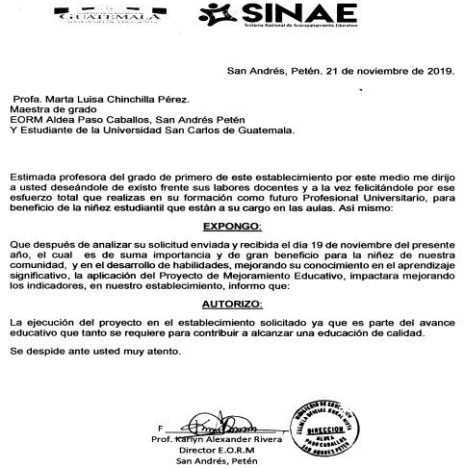 GUATEMALA
SINAE
Sistema Nacional de Acompañamiento Educativo
San Andrés, Petén. 21 de noviembre de 2019.
Profa. Marta Luisa Chinchilla Pérez.
Maestra de grado
EORM Aldea Paso Caballos, San Andrés Petén
Y Estudiante de la Universidad San Carlos de Guatemala.
Estimada profesora del grado de primero de este establecimiento por este medio me dirijo
a usted deseándole de existo frente sus labores docentes y a la vez felicitándole por ese
esfuerzo total que realizas en su formación como futuro Profesional Universitario, para
beneficio de la niñez estudiantil que están a su cargo en las aulas. Así mismo:
EXPONGO:
Que después de analizar su solicitud enviada y recibida el día 19 de noviembre del presente
año, el cual es de suma importancia y de gran beneficio para la niñez de nuestra
comunidad, y en el desarrollo de habilidades, mejorando su conocimiento en el aprendizaje
significativo, la aplicación del Proyecto de Mejoramiento Educativo, impactara mejorando
los indicadores, en nuestro establecimiento, informo que:
AUTORIZO:
La ejecución del proyecto en el establecimiento solicitado ya que es parte del avance
educativo que tanto se requiere para contribuir a alcanzar una educación de calidad.
Se despide ante usted muy atento.
F
Prof. Karlyn Alexander Rivera
Director E.O.R.M
San Andrés, Petén
DIRECCION
ALDEA
PASO CABALLOS
SAN ANDRES PETEN